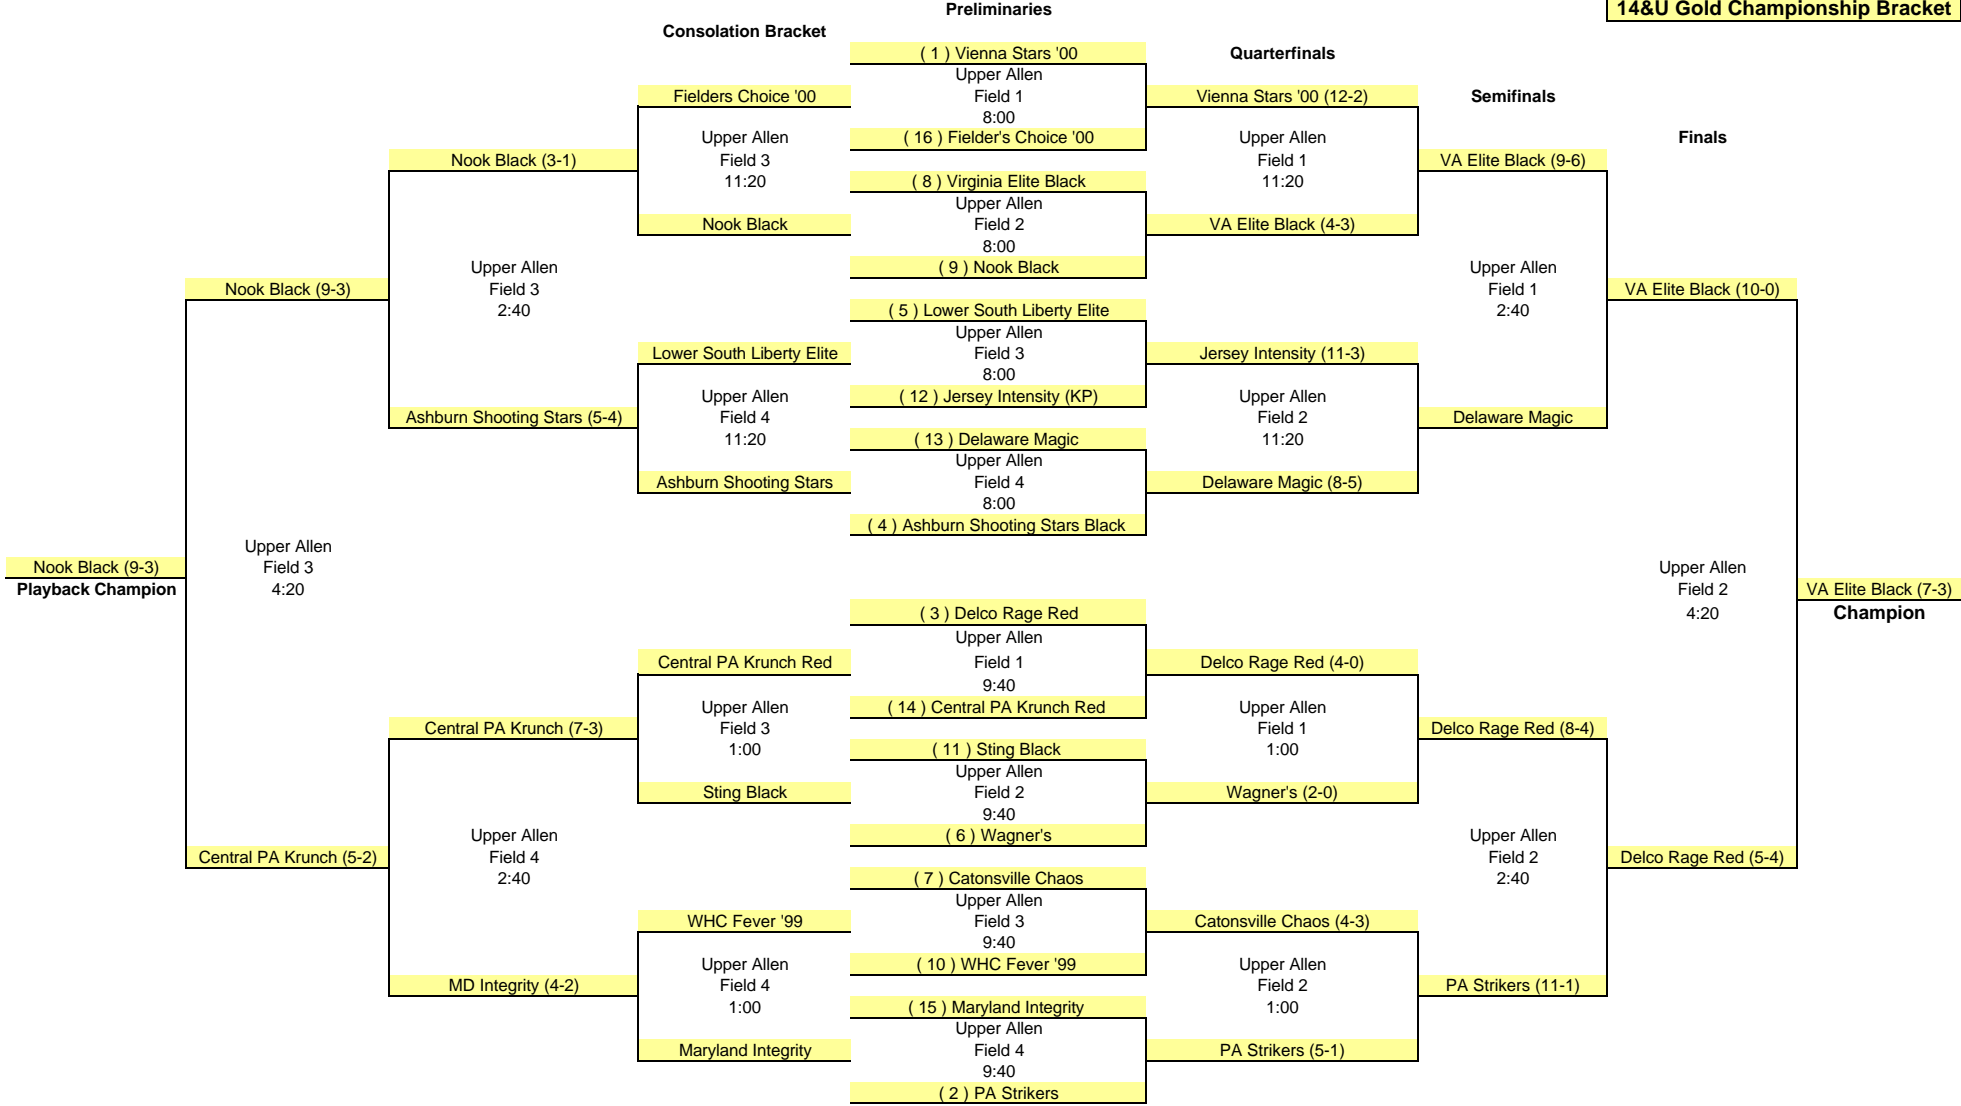 Preliminaries
14&U Gold Championship Bracket
Consolation Bracket
( 1 ) Vienna Stars '00
Quarterfinals
Upper Allen
Fielders Choice '00
Field 1
Vienna Stars '00 (12-2)
Semifinals
8:00
Upper Allen
( 16 ) Fielder's Choice '00
Upper Allen
Finals
Nook Black (3-1)
Field 3
Field 1
VA Elite Black (9-6)
11:20
( 8 ) Virginia Elite Black
11:20
Upper Allen
Nook Black
Field 2
VA Elite Black (4-3)
8:00
Upper Allen
( 9 ) Nook Black
Upper Allen
Nook Black (9-3)
Field 3
Field 1
VA Elite Black (10-0)
2:40
( 5 ) Lower South Liberty Elite
2:40
Upper Allen
Lower South Liberty Elite
Field 3
Jersey Intensity (11-3)
8:00
Upper Allen
( 12 ) Jersey Intensity (KP)
Upper Allen
Ashburn Shooting Stars (5-4)
Field 4
Field 2
Delaware Magic
11:20
( 13 ) Delaware Magic
11:20
Upper Allen
Ashburn Shooting Stars
Field 4
Delaware Magic (8-5)
8:00
( 4 ) Ashburn Shooting Stars Black
Upper Allen
Nook Black (9-3)
Field 3
Upper Allen
Playback Champion
4:20
Field 2
VA Elite Black (7-3)
( 3 ) Delco Rage Red
4:20
Champion
Upper Allen
Central PA Krunch Red
Field 1
Delco Rage Red (4-0)
9:40
Upper Allen
( 14 ) Central PA Krunch Red
Upper Allen
Central PA Krunch (7-3)
Field 3
Field 1
Delco Rage Red (8-4)
1:00
( 11 ) Sting Black
1:00
Upper Allen
Sting Black
Field 2
Wagner's (2-0)
9:40
Upper Allen
( 6 ) Wagner's
Upper Allen
Central PA Krunch (5-2)
Field 4
Field 2
Delco Rage Red (5-4)
2:40
( 7 ) Catonsville Chaos
2:40
Upper Allen
WHC Fever '99
Field 3
Catonsville Chaos (4-3)
9:40
Upper Allen
( 10 ) WHC Fever '99
Upper Allen
MD Integrity (4-2)
Field 4
Field 2
PA Strikers (11-1)
1:00
( 15 ) Maryland Integrity
1:00
Upper Allen
Maryland Integrity
Field 4
PA Strikers (5-1)
9:40
( 2 ) PA Strikers